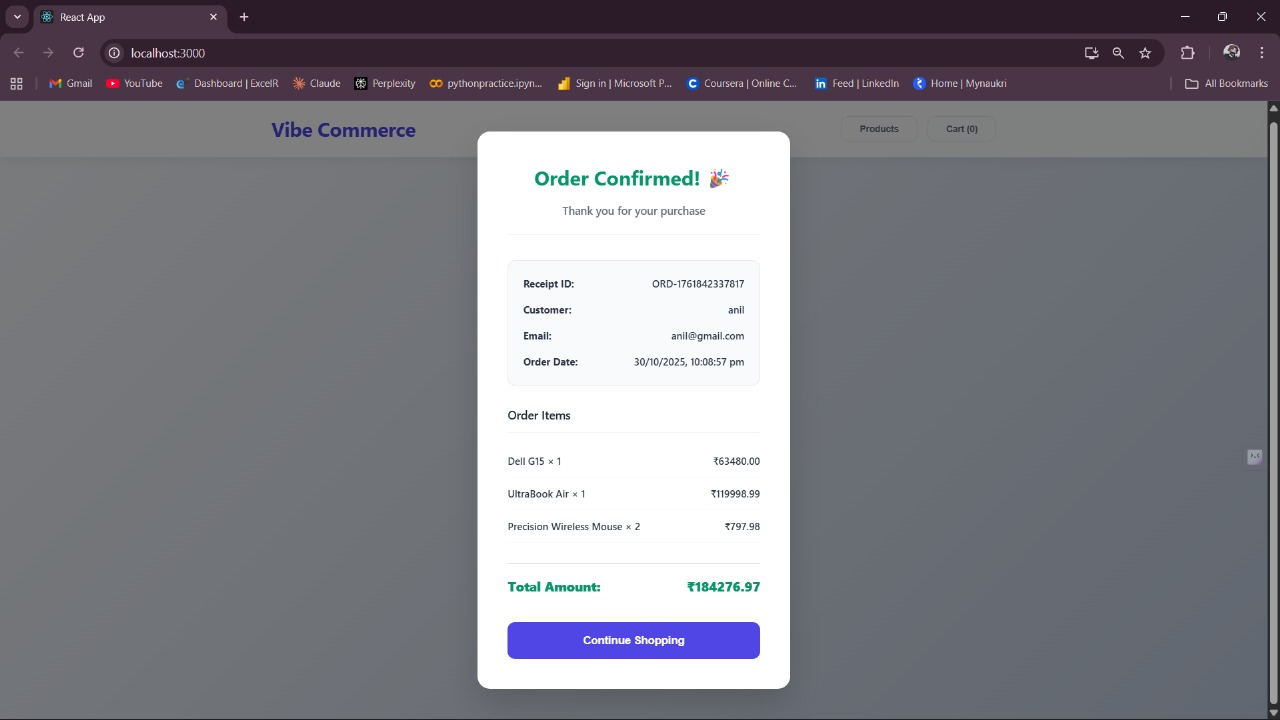 React App
localhost:3000
Gmail
YouTube
Dashboard | ExcelR
Claude
Perplexity
pythonpractice.ipyn...
Sign in | Microsoft P...
Coursera | Online C...
Feed | LinkedIn
Home | Mynaukri
All Bookmarks
Vibe Commerce
Products
Cart (0)
Order Confirmed! 🎉
Thank you for your purchase
Receipt ID: ORD-1761842337817
Customer: anil
Email: anil@gmail.com
Order Date: 30/10/2025, 10:08:57 pm
Order Items
Dell G15 × 1 ₹63480.00
UltraBook Air × 1 ₹119998.99
Precision Wireless Mouse × 2 ₹797.98
Total Amount: ₹184276.97
Continue Shopping